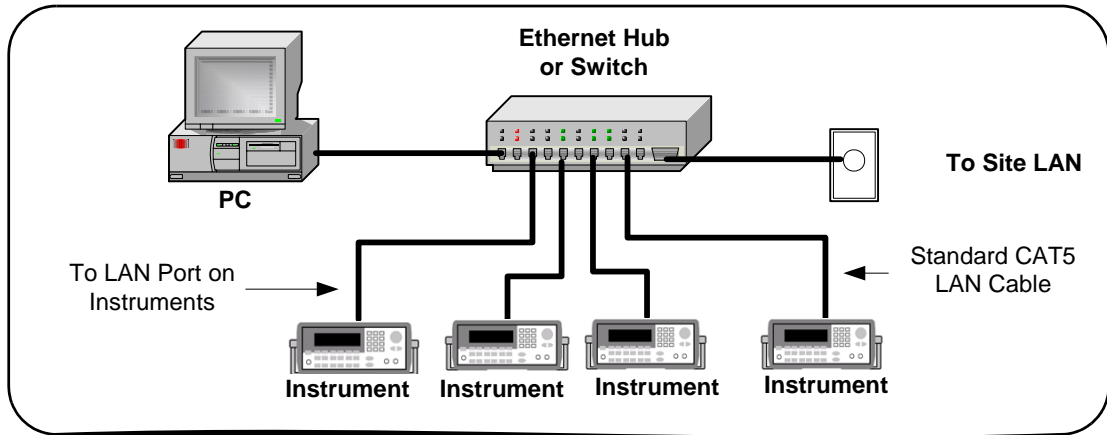 Ethernet Hub
or Switch
PC
To Site LAN
To LAN Port on
Instruments
Standard CAT5
LAN Cable
Instrument
Instrument
Instrument
Instrument